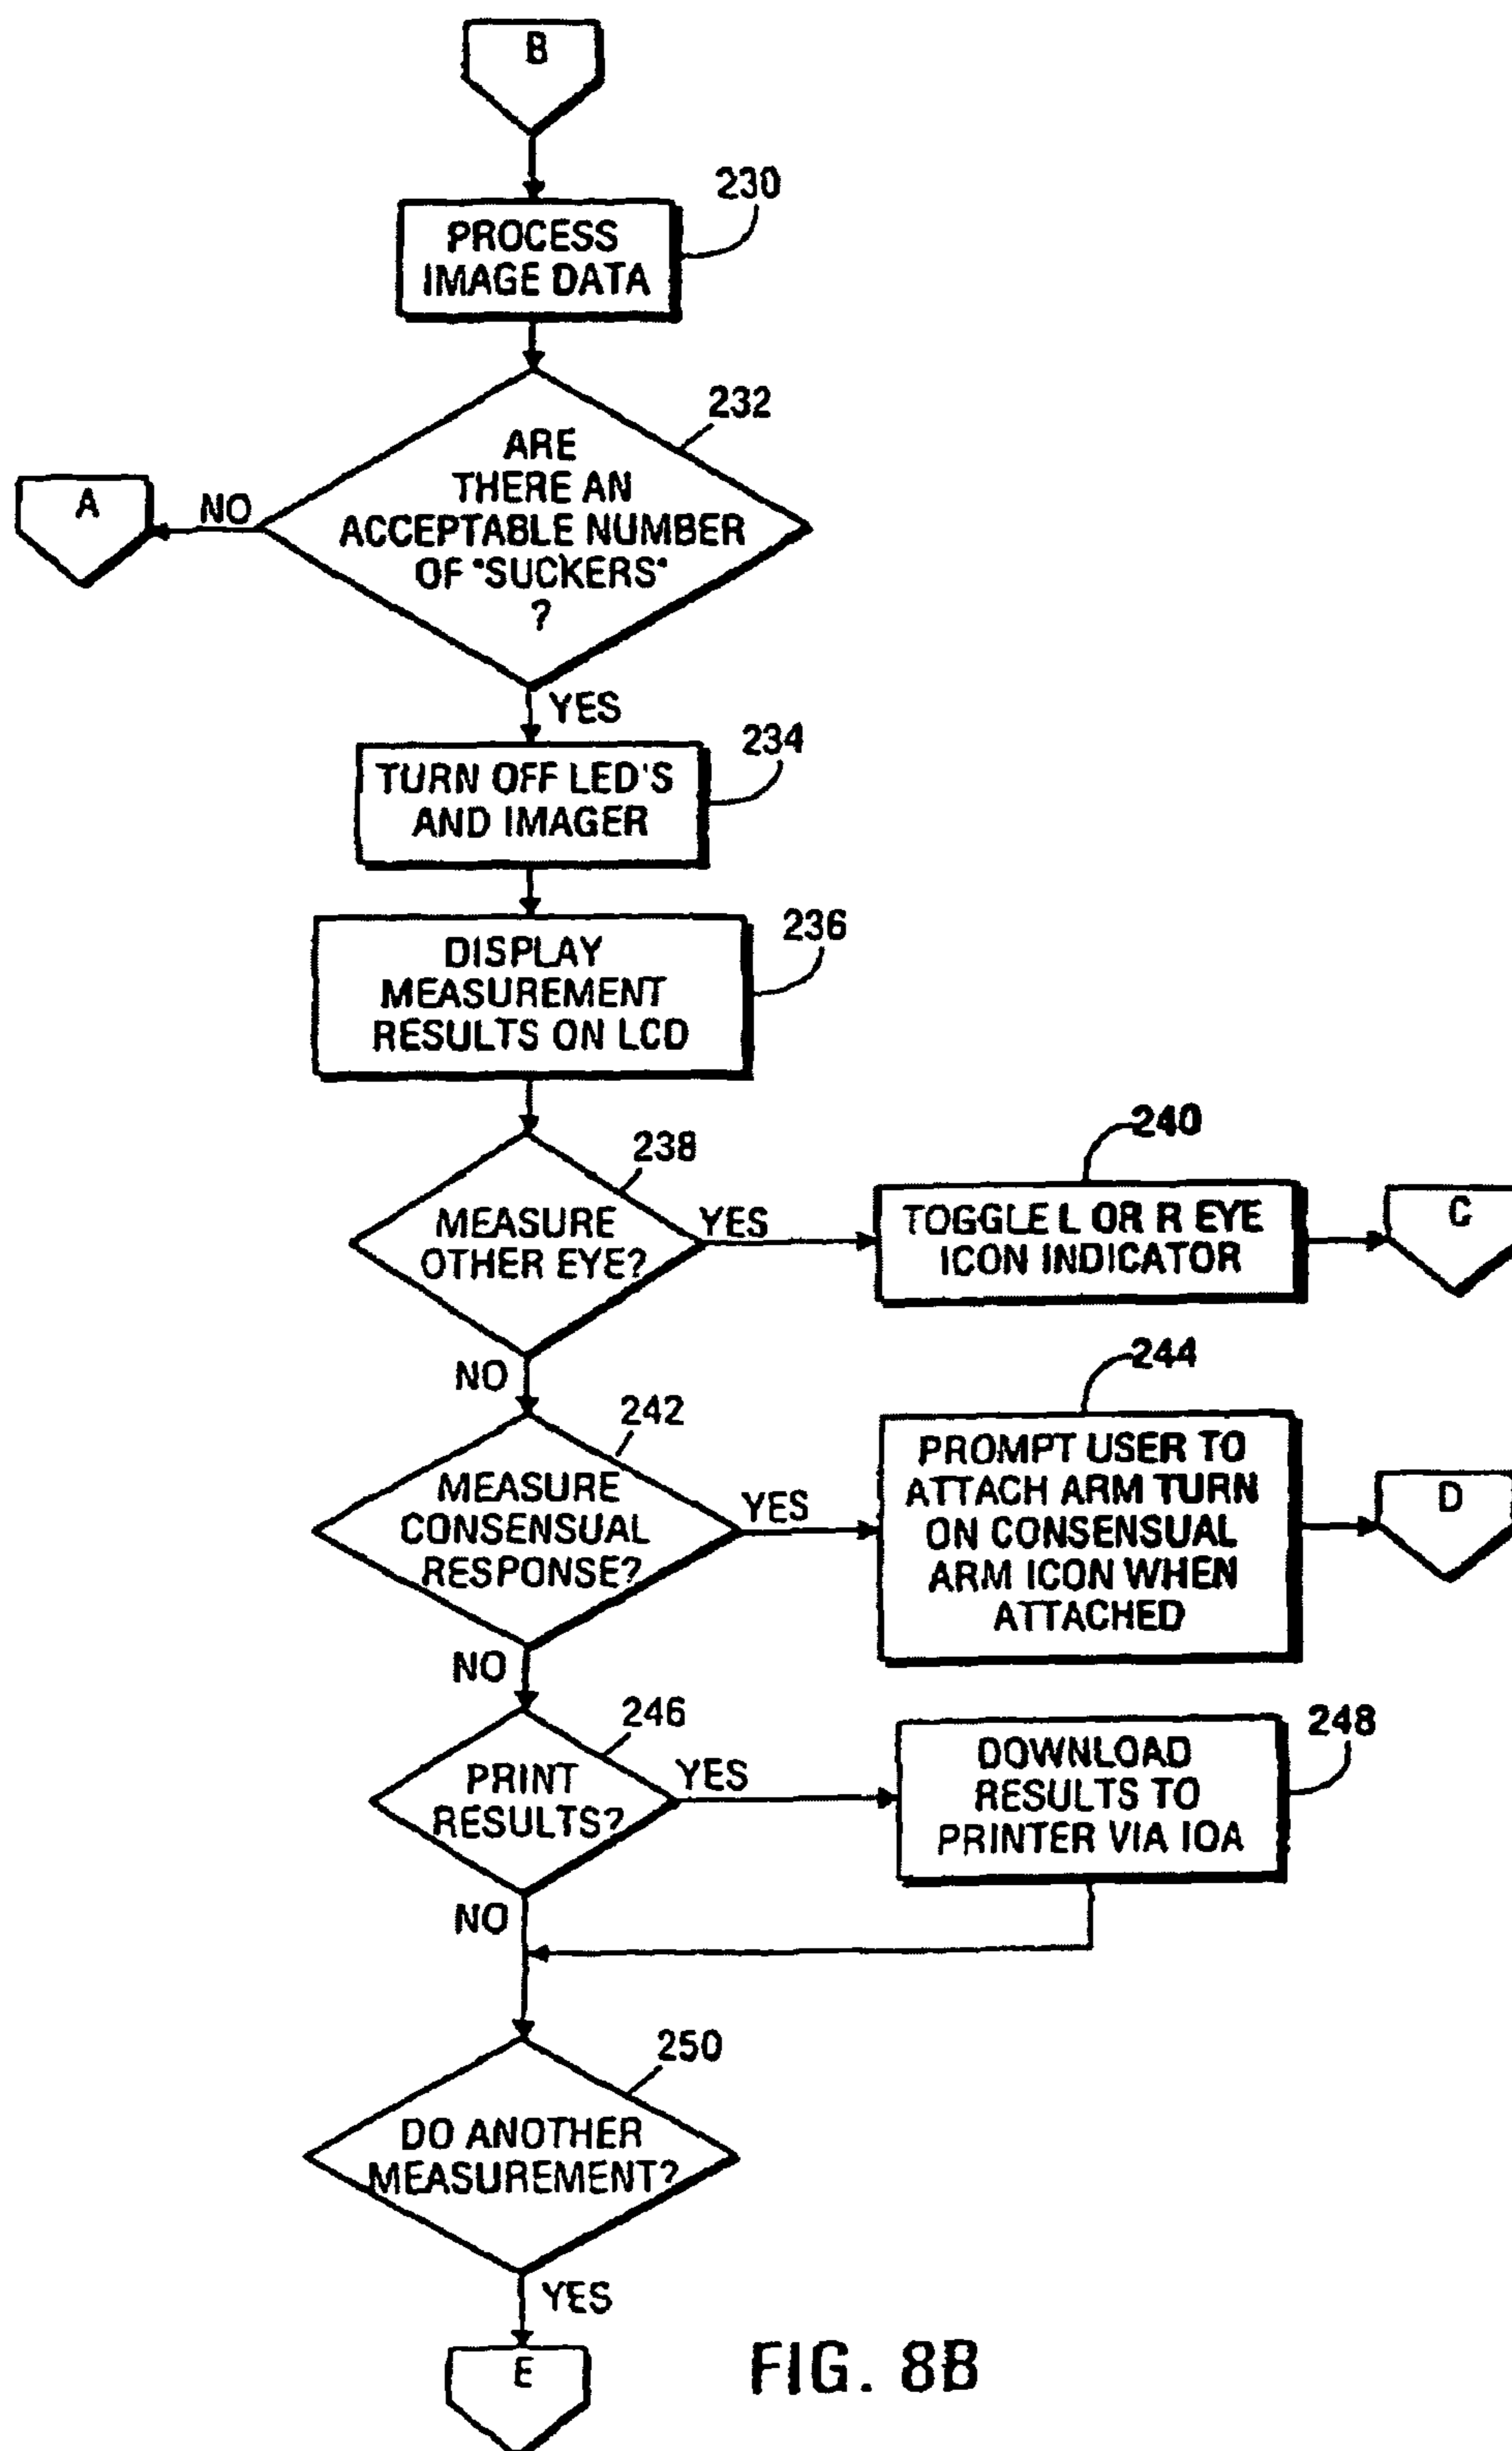 B
230
PROCESS
IMAGE DATA
232
ARE
THERE AN
ACCEPTABLE NUMBER
OF "SUCKERS"
?
NO
A
YES
234
TURN OFF LED'S
AND IMAGER
236
DISPLAY
MEASUREMENT
RESULTS ON LCD
238
MEASURE
OTHER EYE?
YES
240
TOGGLE L OR R EYE
ICON INDICATOR
C
NO
242
MEASURE
CONSENSUAL
RESPONSE?
YES
244
PROMPT USER TO
ATTACH ARM TURN
ON CONSENSUAL
ARM ICON WHEN
ATTACHED
D
NO
246
PRINT
RESULTS?
YES
248
DOWNLOAD
RESULTS TO
PRINTER VIA IOA
NO
250
DO ANOTHER
MEASUREMENT?
YES
E
FIG. 8B